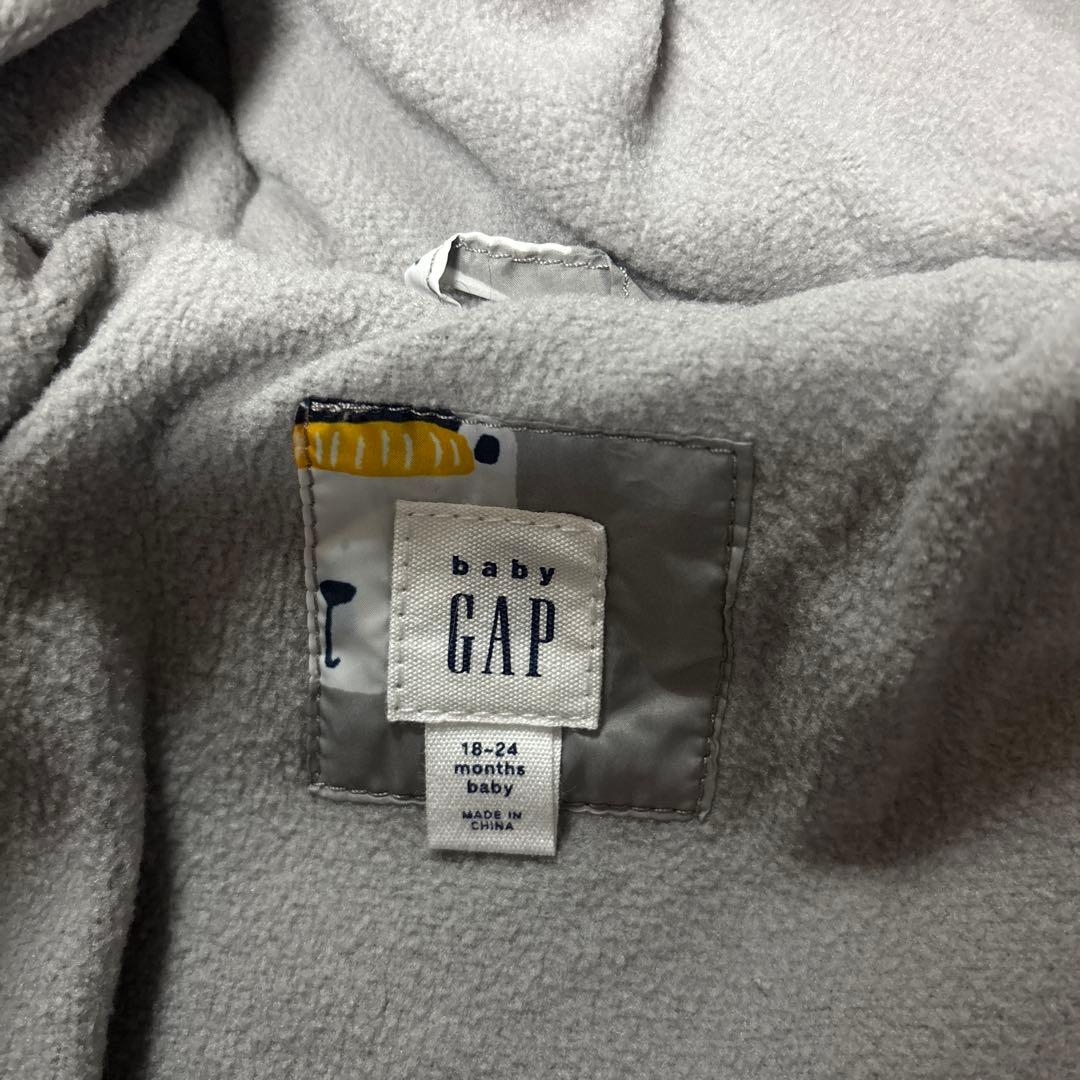 baby
GAP
18-24
months
baby
MADE IN
CHINA